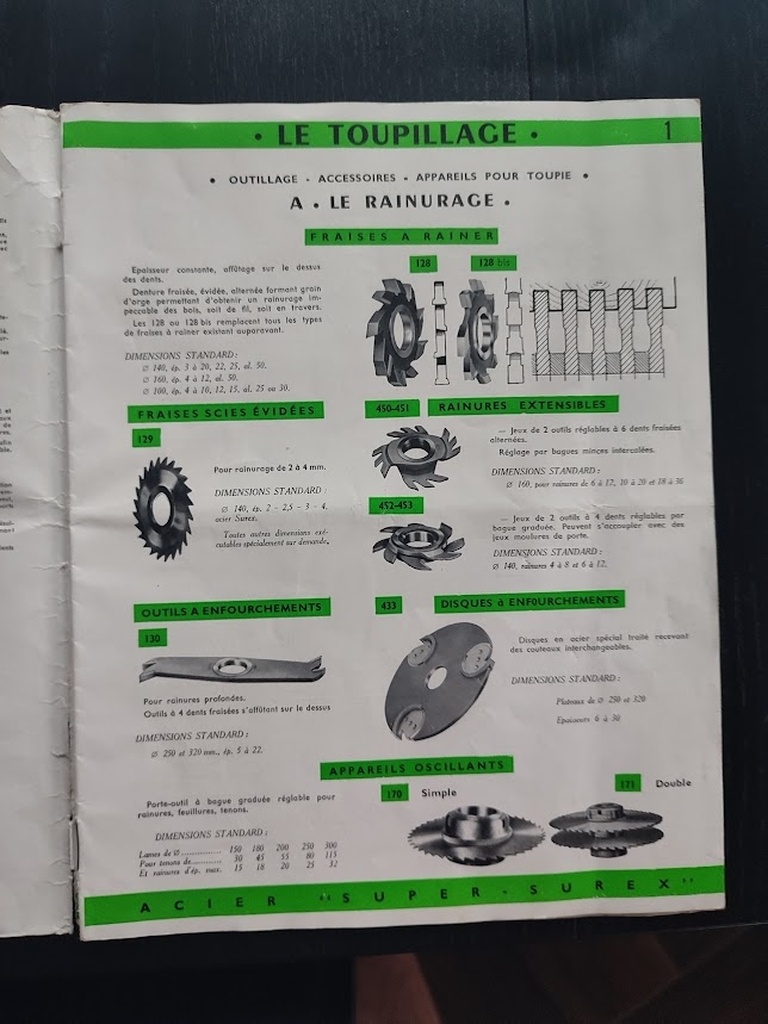 • LE TOUPILLAGE •
1
• OUTILLAGE - ACCESSOIRES - APPAREILS POUR TOUPIE •
A • LE RAINURAGE •
FRAISES A RAINER
Epaisseur constante, affûtage sur le dessus
des dents.
Denture fraisée, évidée, alternée formant grain
d'orge permettant d'obtenir un rainurage im-
peccable des bois, soit de fil, soit en travers.
Les 128 ou 128 bis remplacent tous les types
de fraises à rainer existant auparavant.
DIMENSIONS STANDARD :
⌀ 140, ép. 3 à 20, 22, 25, al. 50.
⌀ 160, ép. 4 à 12, al. 50.
⌀ 100, ép. 4 à 10, 12, 15, al. 25 ou 30.
128
128 bis
FRAISES SCIES ÉVIDÉES
129
Pour rainurage de 2 à 4 mm.
DIMENSIONS STANDARD :
⌀ 140, ép. 2 - 2,5 - 3 - 4,
acier Surex.
Toutes autres dimensions exé-
cutables spécialement sur demande.
450-451
RAINURES EXTENSIBLES
— Jeux de 2 outils réglables à 6 dents fraisées
alternées.
Réglage par bagues minces intercalées.
DIMENSIONS STANDARD :
⌀ 160, pour rainures de 6 à 12, 10 à 20 et 18 à 36
452-453
— Jeux de 2 outils à 4 dents réglables par
bague graduée. Peuvent s'accoupler avec des
jeux moulures de porte.
DIMENSIONS STANDARD :
⌀ 140, rainures 4 à 8 et 6 à 12.
OUTILS A ENFOURCHEMENTS
130
Pour rainures profondes.
Outils à 4 dents fraisées s'affûtant sur le dessus
DIMENSIONS STANDARD :
⌀ 250 et 320 mm., ép. 5 à 22.
433
DISQUES à ENFOURCHEMENTS
Disques en acier spécial traité recevant
des couteaux interchangeables.
DIMENSIONS STANDARD :
Plateaux de ⌀ 250 et 320
Epaisseurs 6 à 30
APPAREILS OSCILLANTS
Porte-outil à bague graduée réglable pour
rainures, feuillures, tenons.
DIMENSIONS STANDARD :
Lames de ⌀ .............. 150 180 200 250 300
Pour tenons de........... 30 45 55 80 115
Et rainures d'ép. max. 15 18 20 25 32
170
Simple
171
Double
ACIER "SUPER-SUREX"